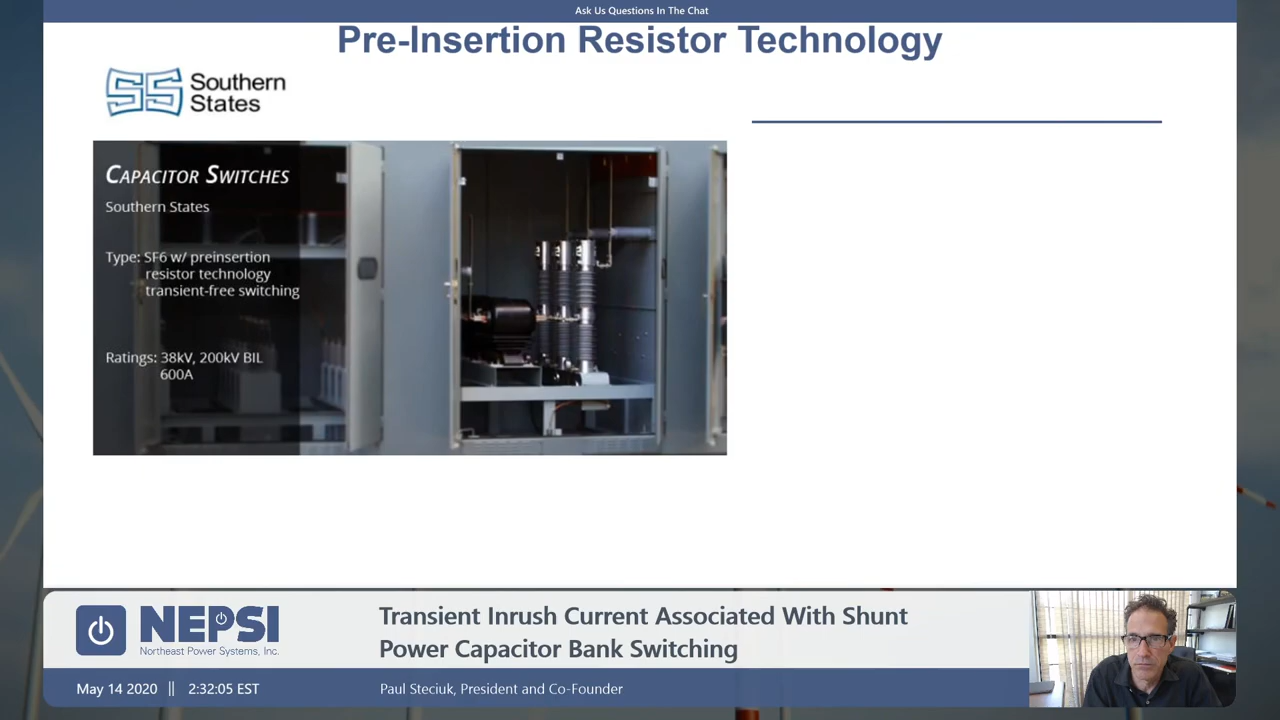 Ask Us Questions In The Chat
Pre-Insertion Resistor Technology
SS Southern
States
CAPACITOR SWITCHES
Southern States
Type: SF6 w/ preinsertion
resistor technology
transient-free switching
Ratings: 38kV, 200kV BIL
600A
NEPSI
Northeast Power Systems, Inc.
Transient Inrush Current Associated With Shunt
Power Capacitor Bank Switching
May 14 2020 || 2:32:05 EST
Paul Steciuk, President and Co-Founder